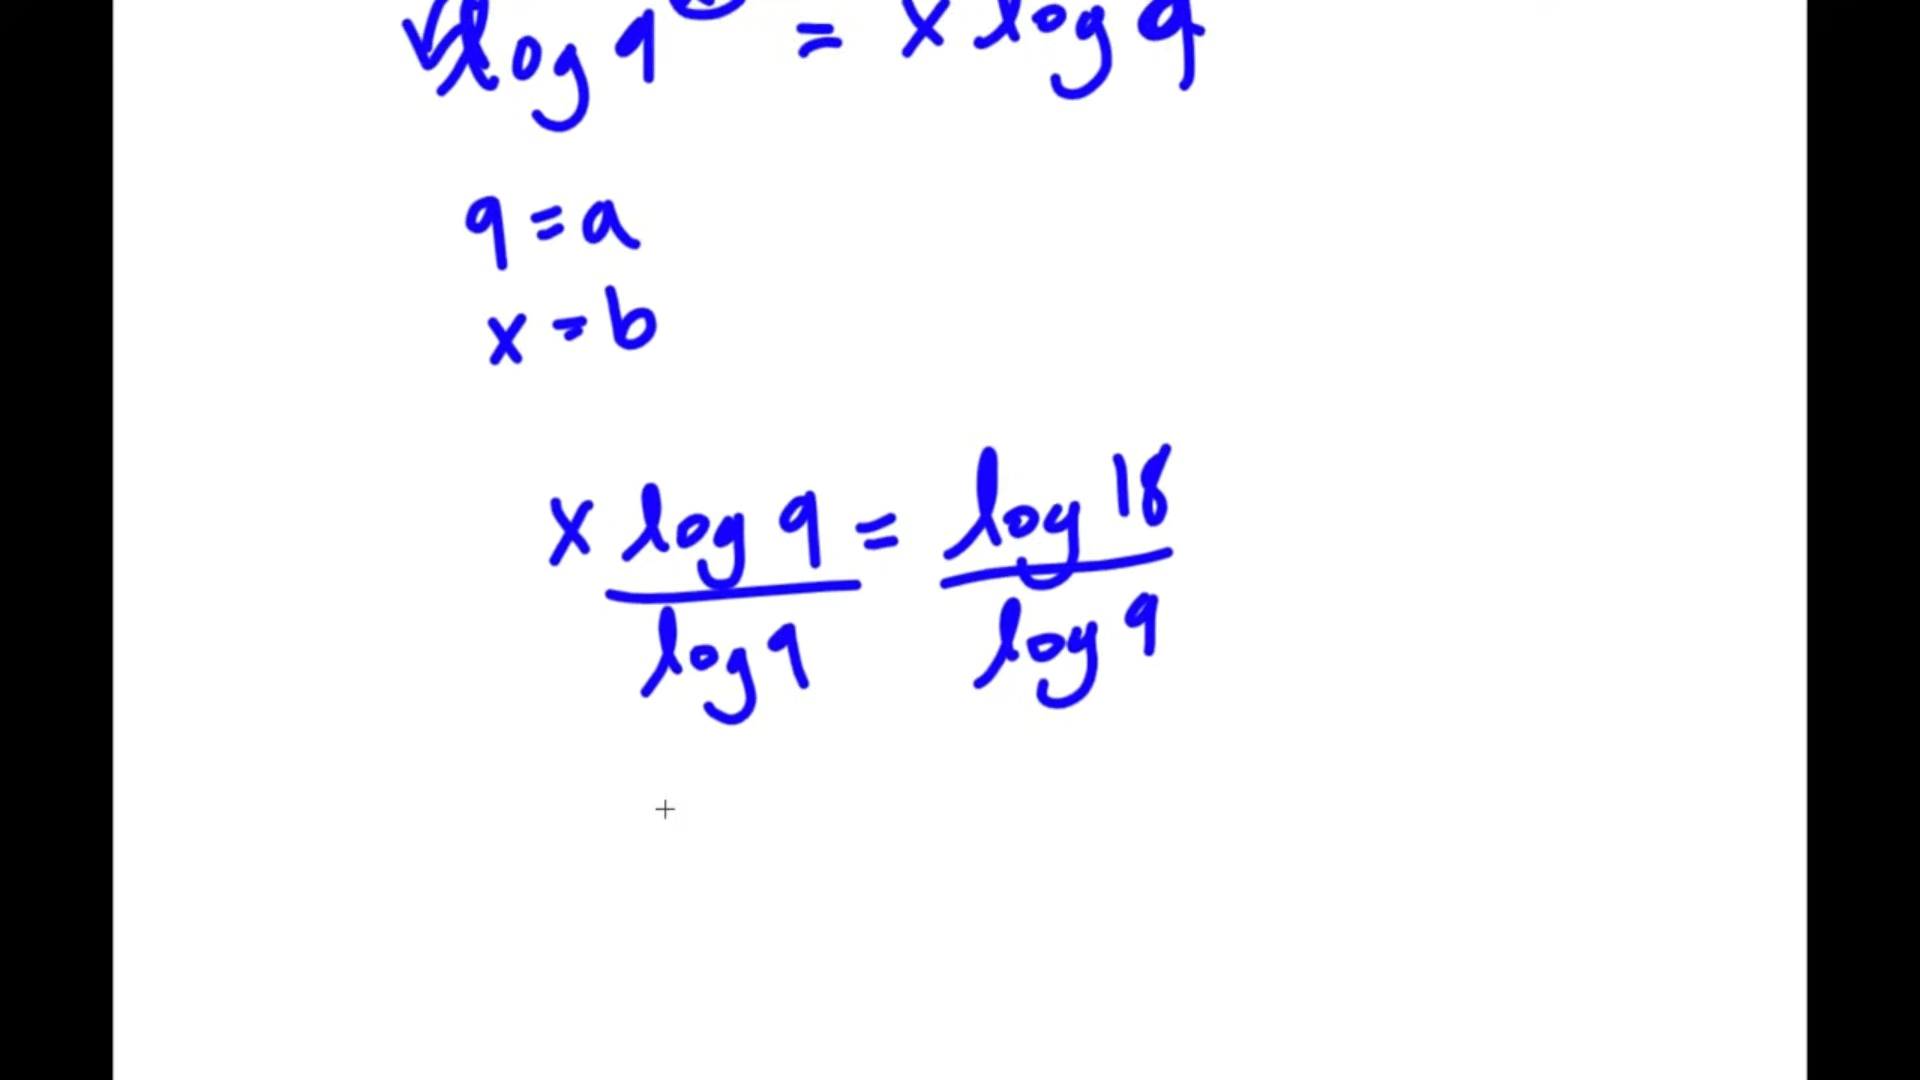 log 9^x = x log 9
9 = a
x = b
x log 9 = log 18
log 9 log 9